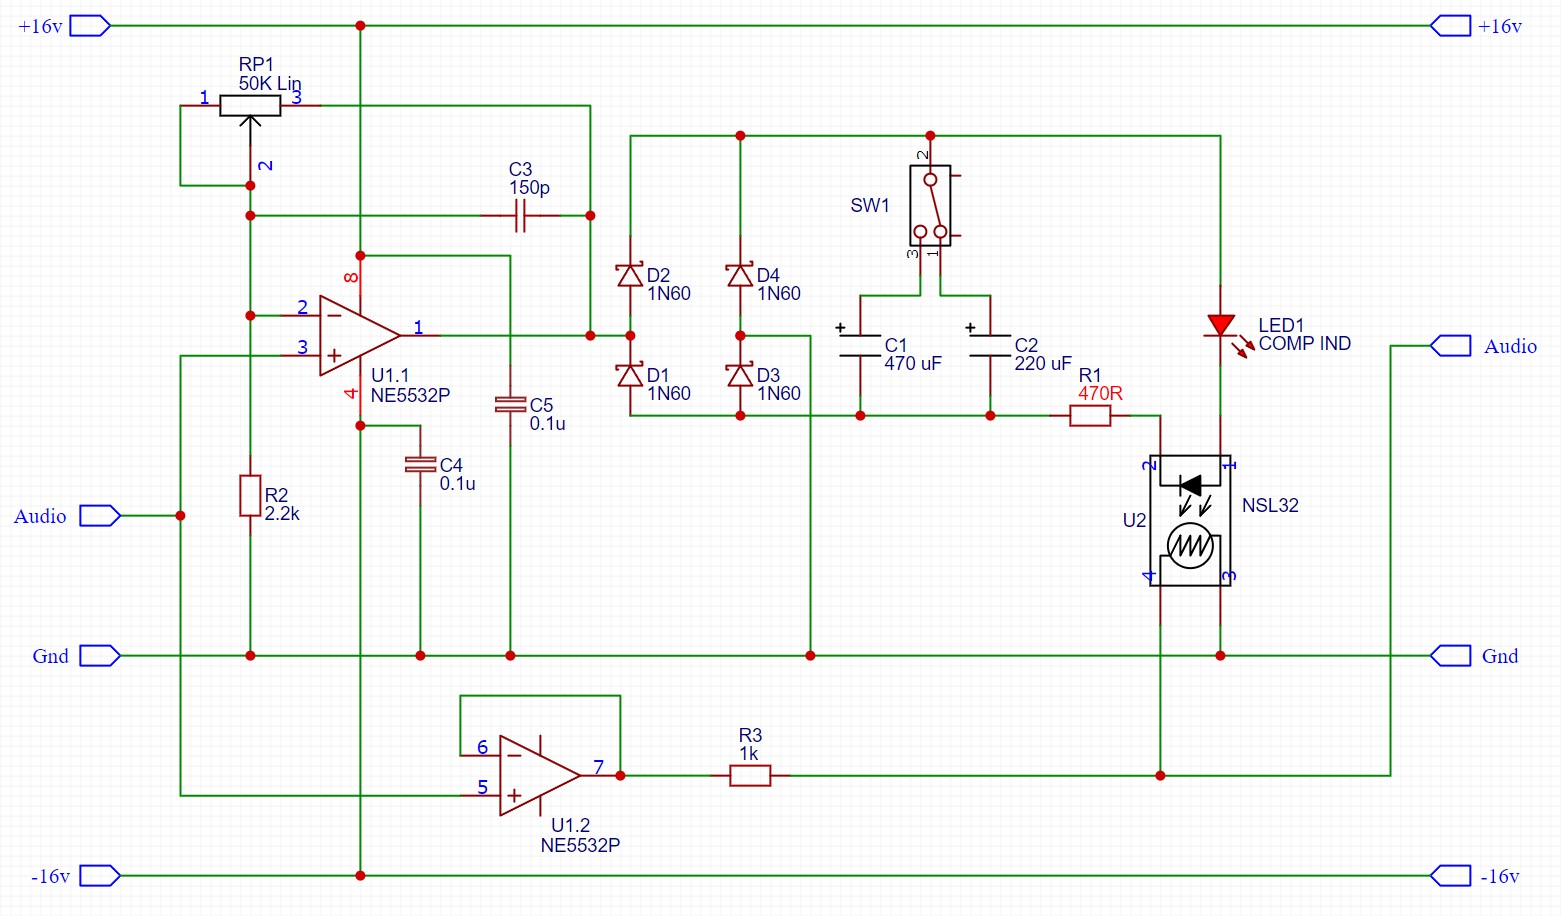 +16v
+16v
RP1
50K Lin
1
3
2
C3
150p
2
SW1
3
1
8
2
3
1
4
U1.1
NE5532P
D2
1N60
D4
1N60
D1
1N60
D3
1N60
+
C1
470 uF
+
C2
220 uF
LED1
COMP IND
Audio
R1
470R
C5
0.1u
C4
0.1u
R2
2.2k
Audio
2
1
U2
NSL32
4
3
Gnd
Gnd
6
5
7
R3
1k
U1.2
NE5532P
-16v
-16v